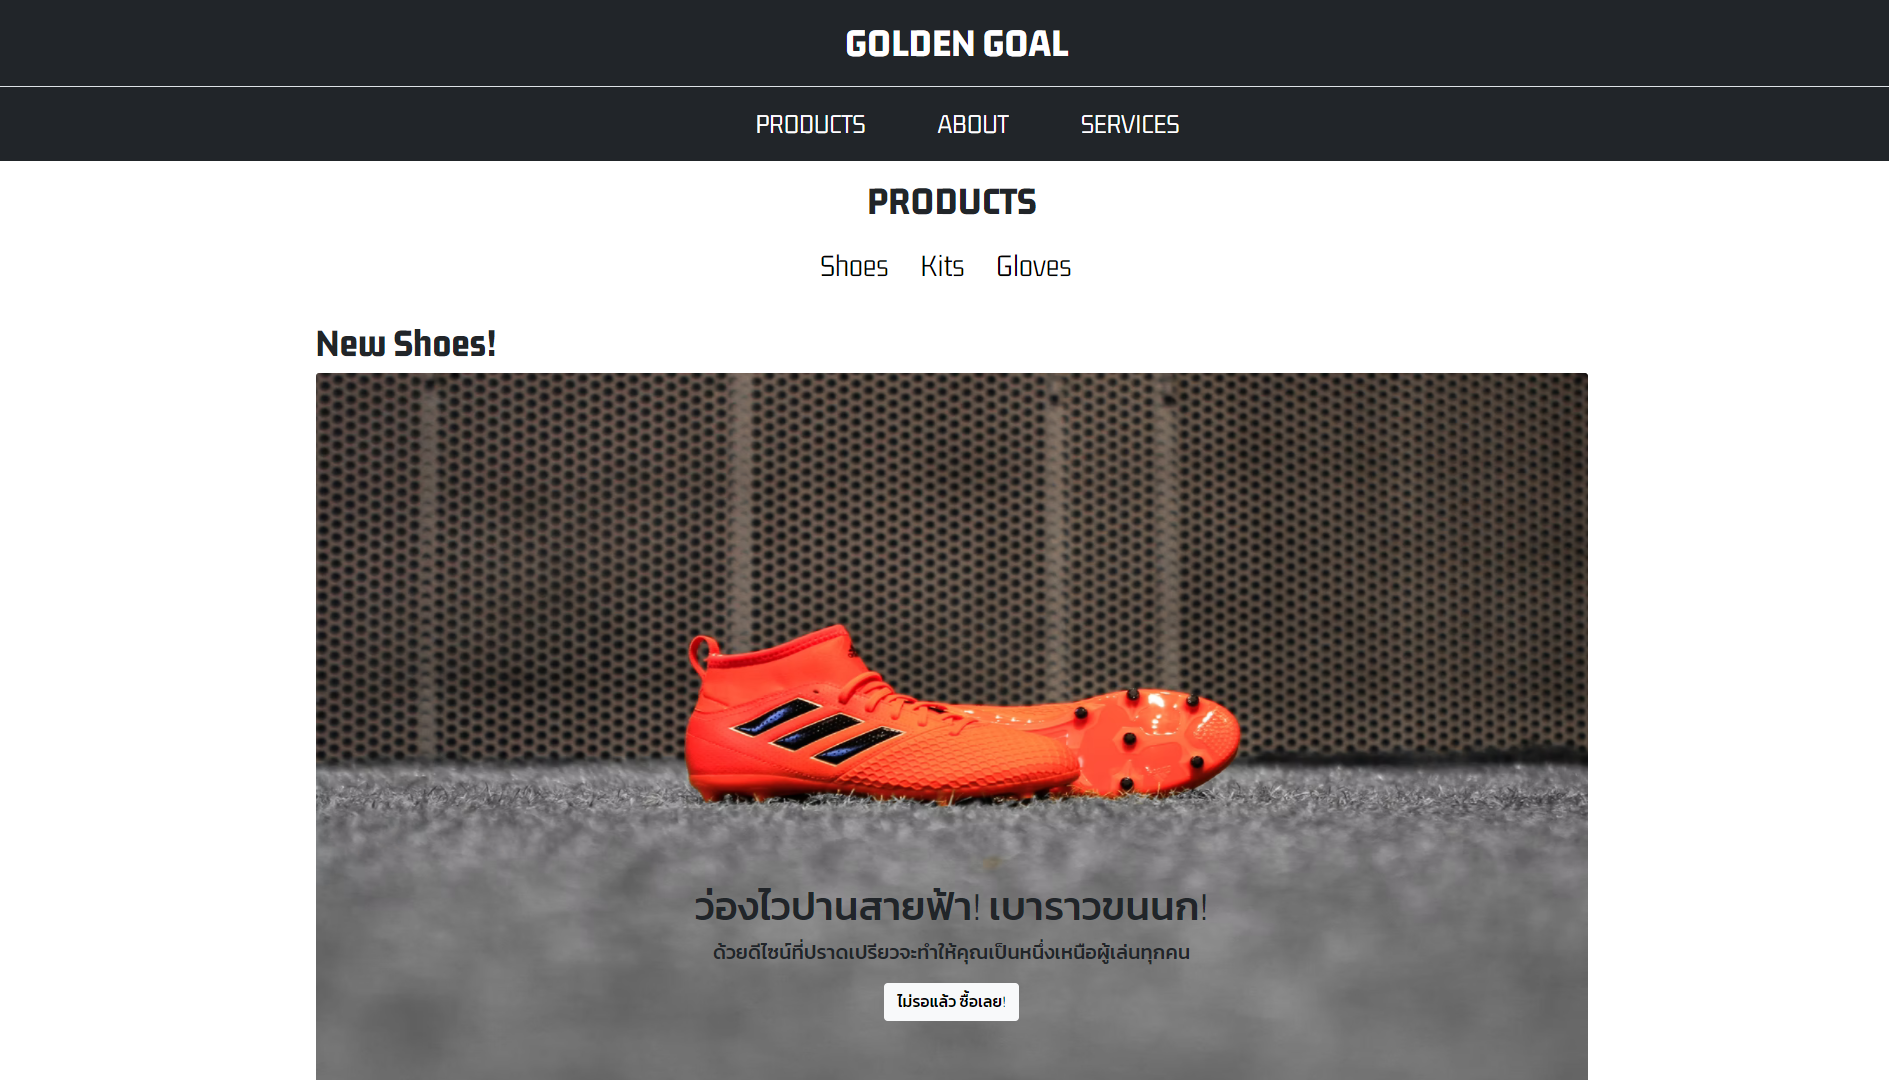 GOLDEN GOAL
PRODUCTS ABOUT SERVICES
PRODUCTS
Shoes Kits Gloves
New Shoes!
ว่องไวปานสายฟ้า! เบาราวขนนก!
ด้วยดีไซน์ที่ปราดเปรียวจะทำให้คุณเป็นหนึ่งเหนือผู้เล่นทุกคน
ไม่รอแล้ว ซื้อเลย!